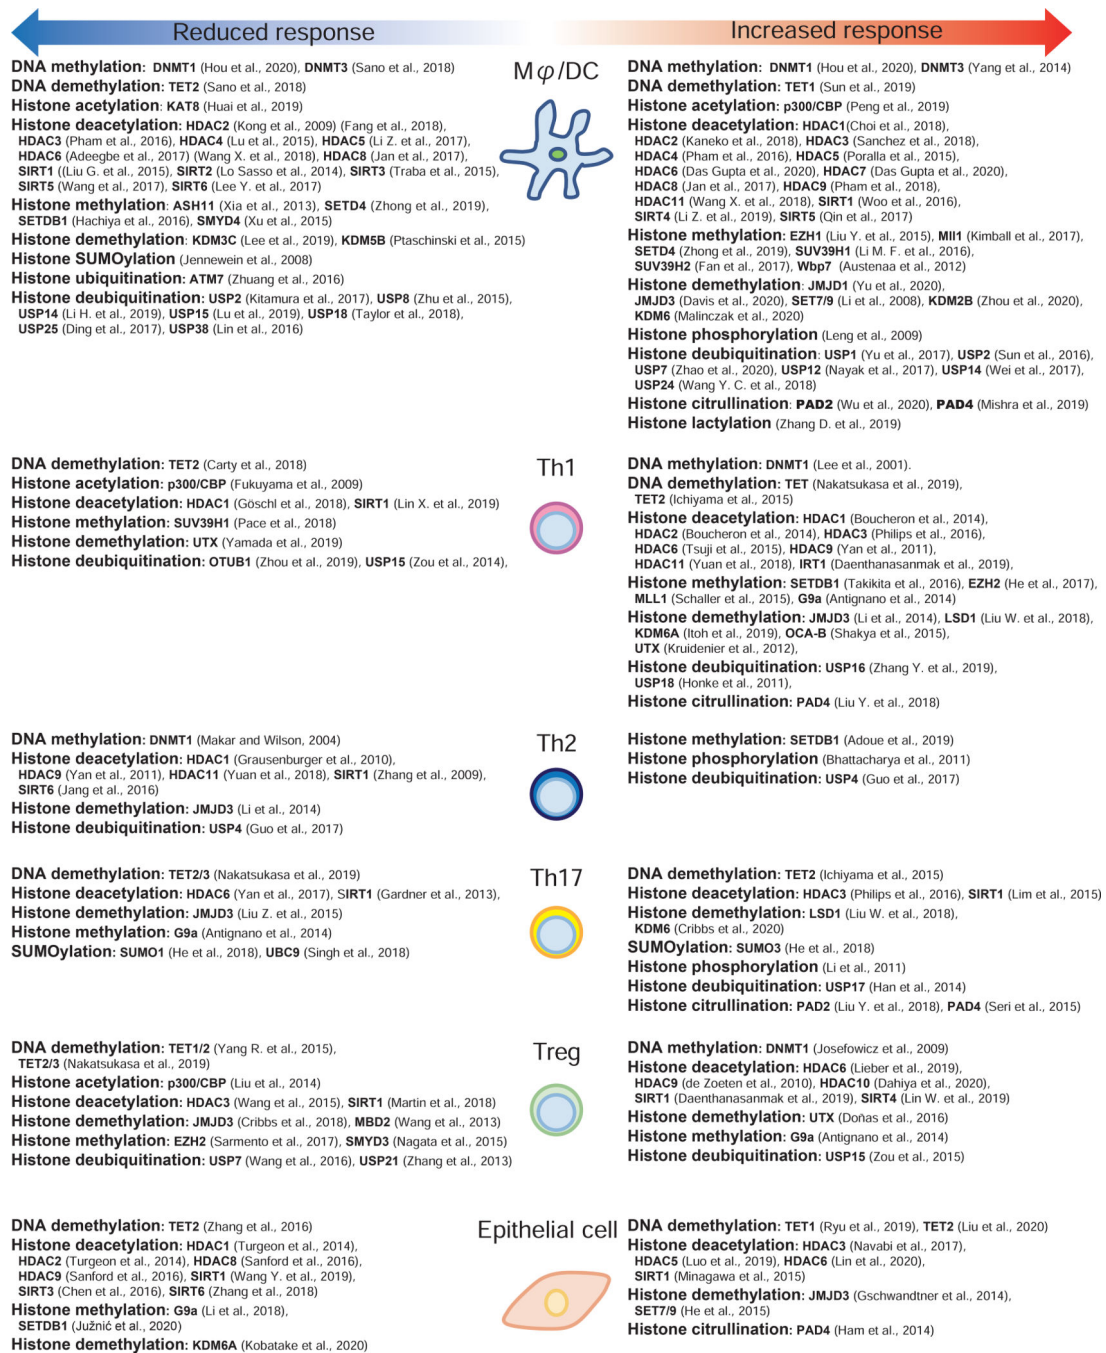 Reduced response
Increased response
Mφ/DC
DNA methylation: DNMT1 (Hou et al., 2020), DNMT3 (Sano et al., 2018)
DNA demethylation: TET2 (Sano et al., 2018)
Histone acetylation: KAT8 (Huai et al., 2019)
Histone deacetylation: HDAC2 (Kong et al., 2009) (Fang et al., 2018),
HDAC3 (Pham et al., 2016), HDAC4 (Lu et al., 2015), HDAC5 (Li Z. et al., 2017),
HDAC6 (Adeegbe et al., 2017) (Wang X. et al., 2018), HDAC8 (Jan et al., 2017),
SIRT1 ((Liu G. et al., 2015), SIRT2 (Lo Sasso et al., 2014), SIRT3 (Traba et al., 2015),
SIRT5 (Wang et al., 2017), SIRT6 (Lee Y. et al., 2017)
Histone methylation: ASH11 (Xia et al., 2013), SETD4 (Zhong et al., 2019),
SETDB1 (Hachiya et al., 2016), SMYD4 (Xu et al., 2015)
Histone demethylation: KDM3C (Lee et al., 2019), KDM5B (Ptaschinski et al., 2015)
Histone SUMOylation (Jennewein et al., 2008)
Histone ubiquitination: ATM7 (Zhuang et al., 2016)
Histone deubiquitination: USP2 (Kitamura et al., 2017), USP8 (Zhu et al., 2015),
USP14 (Li H. et al., 2019), USP15 (Lu et al., 2019), USP18 (Taylor et al., 2018),
USP25 (Ding et al., 2017), USP38 (Lin et al., 2016)
DNA methylation: DNMT1 (Hou et al., 2020), DNMT3 (Yang et al., 2014)
DNA demethylation: TET1 (Sun et al., 2019)
Histone acetylation: p300/CBP (Peng et al., 2019)
Histone deacetylation: HDAC1(Choi et al., 2018),
HDAC2 (Kaneko et al., 2018), HDAC3 (Sanchez et al., 2018),
HDAC4 (Pham et al., 2016), HDAC5 (Poralla et al., 2015),
HDAC6 (Das Gupta et al., 2020), HDAC7 (Das Gupta et al., 2020),
HDAC8 (Jan et al., 2017), HDAC9 (Pham et al., 2018),
HDAC11 (Wang X. et al., 2018), SIRT1 (Woo et al., 2016),
SIRT4 (Li Z. et al., 2019), SIRT5 (Qin et al., 2017)
Histone methylation: EZH1 (Liu Y. et al., 2015), Mll1 (Kimball et al., 2017),
SETD4 (Zhong et al., 2019), SUV39H1 (Li M. F. et al., 2016),
SUV39H2 (Fan et al., 2017), Wbp7 (Austenaa et al., 2012)
Histone demethylation: JMJD1 (Yu et al., 2020),
JMJD3 (Davis et al., 2020), SET7/9 (Li et al., 2008), KDM2B (Zhou et al., 2020),
KDM6 (Malinczak et al., 2020)
Histone phosphorylation (Leng et al., 2009)
Histone deubiquitination: USP1 (Yu et al., 2017), USP2 (Sun et al., 2016),
USP7 (Zhao et al., 2020), USP12 (Nayak et al., 2017), USP14 (Wei et al., 2017),
USP24 (Wang Y. C. et al., 2018)
Histone citrullination: PAD2 (Wu et al., 2020), PAD4 (Mishra et al., 2019)
Histone lactylation (Zhang D. et al., 2019)
Th1
DNA demethylation: TET2 (Carty et al., 2018)
Histone acetylation: p300/CBP (Fukuyama et al., 2009)
Histone deacetylation: HDAC1 (Göschl et al., 2018), SIRT1 (Lin X. et al., 2019)
Histone methylation: SUV39H1 (Pace et al., 2018)
Histone demethylation: UTX (Yamada et al., 2019)
Histone deubiquitination: OTUB1 (Zhou et al., 2019), USP15 (Zou et al., 2014),
DNA methylation: DNMT1 (Lee et al., 2001).
DNA demethylation: TET (Nakatsukasa et al., 2019),
TET2 (Ichiyama et al., 2015)
Histone deacetylation: HDAC1 (Boucheron et al., 2014),
HDAC2 (Boucheron et al., 2014), HDAC3 (Philips et al., 2016),
HDAC6 (Tsuji et al., 2015), HDAC9 (Yan et al., 2011),
HDAC11 (Yuan et al., 2018), IRT1 (Daenthanasanmak et al., 2019),
Histone methylation: SETDB1 (Takikita et al., 2016), EZH2 (He et al., 2017),
MLL1 (Schaller et al., 2015), G9a (Antignano et al., 2014)
Histone demethylation: JMJD3 (Li et al., 2014), LSD1 (Liu W. et al., 2018),
KDM6A (Itoh et al., 2019), OCA-B (Shakya et al., 2015),
UTX (Kruidenier et al., 2012),
Histone deubiquitination: USP16 (Zhang Y. et al., 2019),
USP18 (Honke et al., 2011),
Histone citrullination: PAD4 (Liu Y. et al., 2018)
Th2
DNA methylation: DNMT1 (Makar and Wilson, 2004)
Histone deacetylation: HDAC1 (Grausenburger et al., 2010),
HDAC9 (Yan et al., 2011), HDAC11 (Yuan et al., 2018), SIRT1 (Zhang et al., 2009),
SIRT6 (Jang et al., 2016)
Histone demethylation: JMJD3 (Li et al., 2014)
Histone deubiquitination: USP4 (Guo et al., 2017)
Histone methylation: SETDB1 (Adoue et al., 2019)
Histone phosphorylation (Bhattacharya et al., 2011)
Histone deubiquitination: USP4 (Guo et al., 2017)
Th17
DNA demethylation: TET2/3 (Nakatsukasa et al., 2019)
Histone deacetylation: HDAC6 (Yan et al., 2017), SIRT1 (Gardner et al., 2013),
Histone demethylation: JMJD3 (Liu Z. et al., 2015)
Histone methylation: G9a (Antignano et al., 2014)
SUMOylation: SUMO1 (He et al., 2018), UBC9 (Singh et al., 2018)
DNA demethylation: TET2 (Ichiyama et al., 2015)
Histone deacetylation: HDAC3 (Philips et al., 2016), SIRT1 (Lim et al., 2015)
Histone demethylation: LSD1 (Liu W. et al., 2018),
KDM6 (Cribbs et al., 2020)
SUMOylation: SUMO3 (He et al., 2018)
Histone phosphorylation (Li et al., 2011)
Histone deubiquitination: USP17 (Han et al., 2014)
Histone citrullination: PAD2 (Liu Y. et al., 2018), PAD4 (Seri et al., 2015)
Treg
DNA demethylation: TET1/2 (Yang R. et al., 2015),
TET2/3 (Nakatsukasa et al., 2019)
Histone acetylation: p300/CBP (Liu et al., 2014)
Histone deacetylation: HDAC3 (Wang et al., 2015), SIRT1 (Martin et al., 2018)
Histone demethylation: JMJD3 (Cribbs et al., 2018), MBD2 (Wang et al., 2013)
Histone methylation: EZH2 (Sarmento et al., 2017), SMYD3 (Nagata et al., 2015)
Histone deubiquitination: USP7 (Wang et al., 2016), USP21 (Zhang et al., 2013)
DNA methylation: DNMT1 (Josefowicz et al., 2009)
Histone deacetylation: HDAC6 (Lieber et al., 2019),
HDAC9 (de Zoeten et al., 2010), HDAC10 (Dahiya et al., 2020),
SIRT1 (Daenthanasanmak et al., 2019), SIRT4 (Lin W. et al., 2019)
Histone demethylation: UTX (Doñas et al., 2016)
Histone methylation: G9a (Antignano et al., 2014)
Histone deubiquitination: USP15 (Zou et al., 2015)
Epithelial cell
DNA demethylation: TET2 (Zhang et al., 2016)
Histone deacetylation: HDAC1 (Turgeon et al., 2014),
HDAC2 (Turgeon et al., 2014), HDAC8 (Sanford et al., 2016),
HDAC9 (Sanford et al., 2016), SIRT1 (Wang Y. et al., 2019),
SIRT3 (Chen et al., 2016), SIRT6 (Zhang et al., 2018)
Histone methylation: G9a (Li et al., 2018),
SETDB1 (Južnić et al., 2020)
Histone demethylation: KDM6A (Kobatake et al., 2020)
DNA demethylation: TET1 (Ryu et al., 2019), TET2 (Liu et al., 2020)
Histone deacetylation: HDAC3 (Navabi et al., 2017),
HDAC5 (Luo et al., 2019), HDAC6 (Lin et al., 2020),
SIRT1 (Minagawa et al., 2015)
Histone demethylation: JMJD3 (Gschwandtner et al., 2014),
SET7/9 (He et al., 2015)
Histone citrullination: PAD4 (Ham et al., 2014)